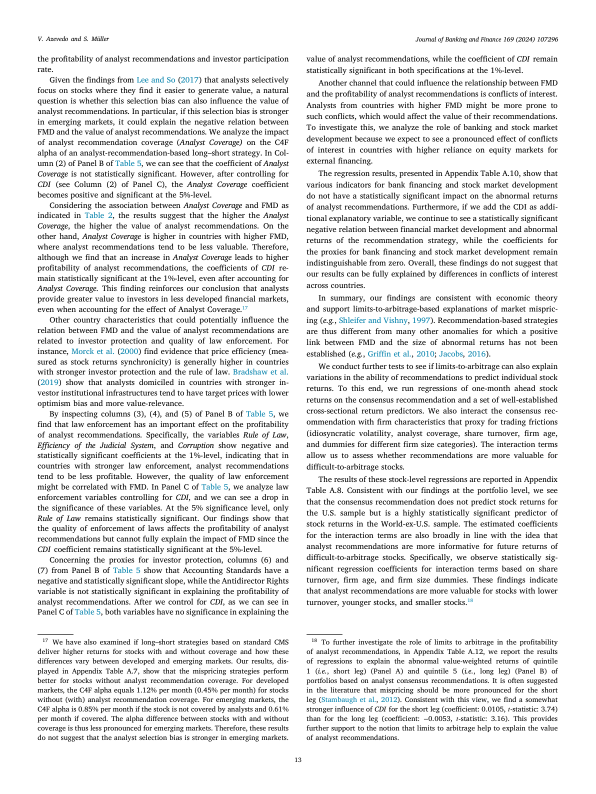 V. Azevedo and S. Müller
Journal of Banking and Finance 169 (2024) 107296
the profitability of analyst recommendations and investor participation
rate.
Given the findings from Lee and So (2017) that analysts selectively
focus on stocks where they find it easier to generate value, a natural
question is whether this selection bias can also influence the value of
analyst recommendations. In particular, if this selection bias is stronger
in emerging markets, it could explain the negative relation between
FMD and the value of analyst recommendations. We analyze the impact
of analyst recommendation coverage (Analyst Coverage) on the C4F
alpha of an analyst-recommendation-based long–short strategy. In Col-
umn (2) of Panel B of Table 5, we can see that the coefficient of Analyst
Coverage is not statistically significant. However, after controlling for
CDI (see Column (2) of Panel C), the Analyst Coverage coefficient
becomes positive and significant at the 5%-level.
Considering the association between Analyst Coverage and FMD as
indicated in Table 2, the results suggest that the higher the Analyst
Coverage, the higher the value of analyst recommendations. On the
other hand, Analyst Coverage is higher in countries with higher FMD,
where analyst recommendations tend to be less valuable. Therefore,
although we find that an increase in Analyst Coverage leads to higher
profitability of analyst recommendations, the coefficients of CDI re-
main statistically significant at the 1%-level, even after accounting for
Analyst Coverage. This finding reinforces our conclusion that analysts
provide greater value to investors in less developed financial markets,
even when accounting for the effect of Analyst Coverage.17
Other country characteristics that could potentially influence the
relation between FMD and the value of analyst recommendations are
related to investor protection and quality of law enforcement. For
instance, Morck et al. (2000) find evidence that price efficiency (mea-
sured as stock returns synchronicity) is generally higher in countries
with stronger investor protection and the rule of law. Bradshaw et al.
(2019) show that analysts domiciled in countries with stronger in-
vestor institutional infrastructures tend to have target prices with lower
optimism bias and more value-relevance.
By inspecting columns (3), (4), and (5) of Panel B of Table 5, we
find that law enforcement has an important effect on the profitability
of analyst recommendations. Specifically, the variables Rule of Law,
Efficiency of the Judicial System, and Corruption show negative and
statistically significant coefficients at the 1%-level, indicating that in
countries with stronger law enforcement, analyst recommendations
tend to be less profitable. However, the quality of law enforcement
might be correlated with FMD. In Panel C of Table 5, we analyze law
enforcement variables controlling for CDI, and we can see a drop in
the significance of these variables. At the 5% significance level, only
Rule of Law remains statistically significant. Our findings show that
the quality of enforcement of laws affects the profitability of analyst
recommendations but cannot fully explain the impact of FMD since the
CDI coefficient remains statistically significant at the 5%-level.
Concerning the proxies for investor protection, columns (6) and
(7) from Panel B of Table 5 show that Accounting Standards have a
negative and statistically significant slope, while the Antidirector Rights
variable is not statistically significant in explaining the profitability of
analyst recommendations. After we control for CDI, as we can see in
Panel C of Table 5, both variables have no significance in explaining the
17 We have also examined if long–short strategies based on standard CMS
deliver higher returns for stocks with and without coverage and how these
differences vary between developed and emerging markets. Our results, dis-
played in Appendix Table A.7, show that the mispricing strategies perform
better for stocks without analyst recommendation coverage. For developed
markets, the C4F alpha equals 1.12% per month (0.45% per month) for stocks
without (with) analyst recommendation coverage. For emerging markets, the
C4F alpha is 0.85% per month if the stock is not covered by analysts and 0.61%
per month if covered. The alpha difference between stocks with and without
coverage is thus less pronounced for emerging markets. Therefore, these results
do not suggest that the analyst selection bias is stronger in emerging markets.
value of analyst recommendations, while the coefficient of CDI remain
statistically significant in both specifications at the 1%-level.
Another channel that could influence the relationship between FMD
and the profitability of analyst recommendations is conflicts of interest.
Analysts from countries with higher FMD might be more prone to
such conflicts, which would affect the value of their recommendations.
To investigate this, we analyze the role of banking and stock market
development because we expect to see a pronounced effect of conflicts
of interest in countries with higher reliance on equity markets for
external financing.
The regression results, presented in Appendix Table A.10, show that
various indicators for bank financing and stock market development
do not have a statistically significant impact on the abnormal returns
of analyst recommendations. Furthermore, if we add the CDI as addi-
tional explanatory variable, we continue to see a statistically significant
negative relation between financial market development and abnormal
returns of the recommendation strategy, while the coefficients for
the proxies for bank financing and stock market development remain
indistinguishable from zero. Overall, these findings do not suggest that
our results can be fully explained by differences in conflicts of interest
across countries.
In summary, our findings are consistent with economic theory
and support limits-to-arbitrage-based explanations of market mispric-
ing (e.g., Shleifer and Vishny, 1997). Recommendation-based strategies
are thus different from many other anomalies for which a positive
link between FMD and the size of abnormal returns has not been
established (e.g., Griffin et al., 2010; Jacobs, 2016).
We conduct further tests to see if limits-to-arbitrage can also explain
variations in the ability of recommendations to predict individual stock
returns. To this end, we run regressions of one-month ahead stock
returns on the consensus recommendation and a set of well-established
cross-sectional return predictors. We also interact the consensus rec-
ommendation with firm characteristics that proxy for trading frictions
(idiosyncratic volatility, analyst coverage, share turnover, firm age,
and dummies for different firm size categories). The interaction terms
allow us to assess whether recommendations are more valuable for
difficult-to-arbitrage stocks.
The results of these stock-level regressions are reported in Appendix
Table A.8. Consistent with our findings at the portfolio level, we see
that the consensus recommendation does not predict stock returns in
the U.S. sample but is a highly statistically significant predictor of
stock returns in the World-ex-U.S. sample. The estimated coefficients
for the interaction terms are also broadly in line with the idea that
analyst recommendations are more informative for future returns of
difficult-to-arbitrage stocks. Specifically, we observe statistically sig-
nificant regression coefficients for interaction terms based on share
turnover, firm age, and firm size dummies. These findings indicate
that analyst recommendations are more valuable for stocks with lower
turnover, younger stocks, and smaller stocks.18
18 To further investigate the role of limits to arbitrage in the profitability
of analyst recommendations, in Appendix Table A.12, we report the results
of regressions to explain the abnormal value-weighted returns of quintile
1 (i.e., short leg) (Panel A) and quintile 5 (i.e., long leg) (Panel B) of
portfolios based on analyst consensus recommendations. It is often suggested
in the literature that mispricing should be more pronounced for the short
leg (Stambaugh et al., 2012). Consistent with this view, we find a somewhat
stronger influence of CDI for the short leg (coefficient: 0.0105, t-statistic: 3.74)
than for the long leg (coefficient: −0.0053, t-statistic: 3.16). This provides
further support to the notion that limits to arbitrage help to explain the value
of analyst recommendations.
13